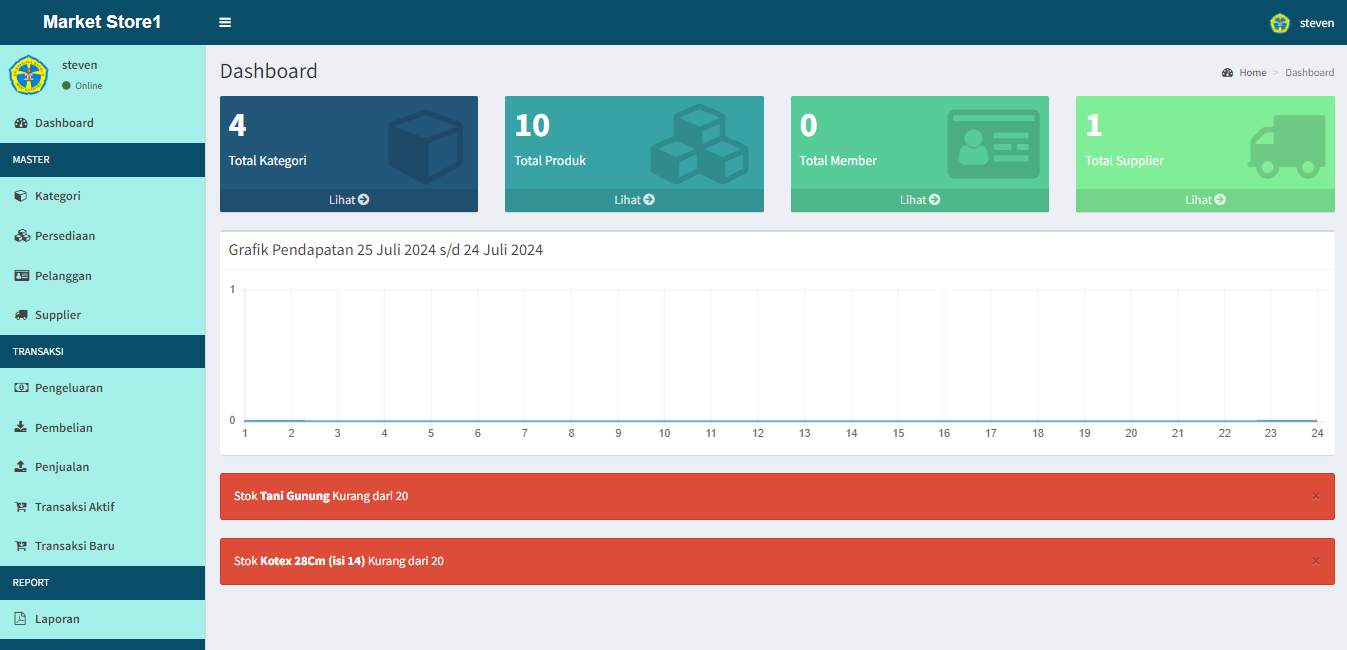 Market Store1
steven
steven
Online
Dashboard
MASTER
Kategori
Persediaan
Pelanggan
Supplier
TRANSAKSI
Pengeluaran
Pembelian
Penjualan
Transaksi Aktif
Transaksi Baru
REPORT
Laporan
Dashboard
Home > Dashboard
4
Total Kategori
Lihat
10
Total Produk
Lihat
0
Total Member
Lihat
1
Total Supplier
Lihat
Grafik Pendapatan 25 Juli 2024 s/d 24 Juli 2024
1
0
1 2 3 4 5 6 7 8 9 10 11 12 13 14 15 16 17 18 19 20 21 22 23 24
Stok Tani Gunung Kurang dari 20 ×
Stok Kotex 28Cm (isi 14) Kurang dari 20 ×